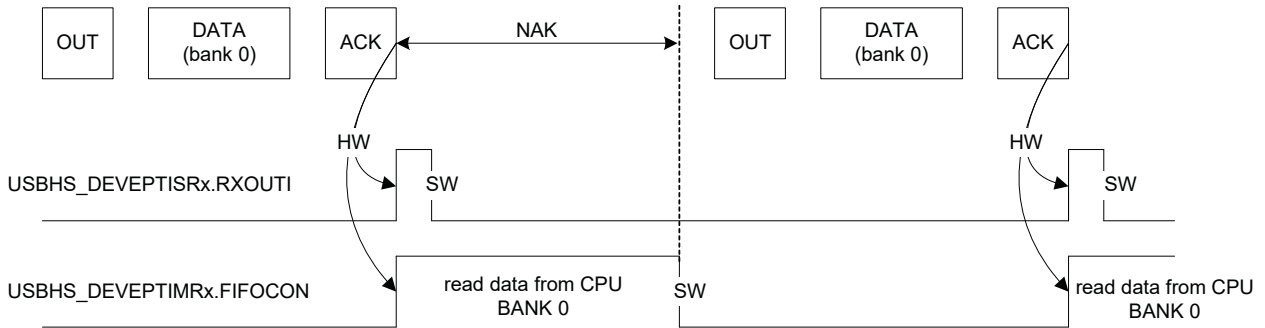 OUT
DATA
(bank 0)
ACK
NAK
OUT
DATA
(bank 0)
ACK
HW
HW
USBHS_DEVEPTISRx.RXOUTI
SW
SW
USBHS_DEVEPTIMRx.FIFOCON
read data from CPU
BANK 0
SW
read data from CPU
BANK 0